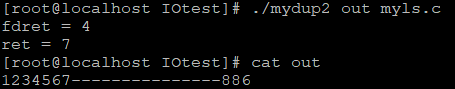 [root@localhost IOtest]# ./mydup2 out myls.c
fdret = 4
ret = 7
[root@localhost IOtest]# cat out
1234567---------------886